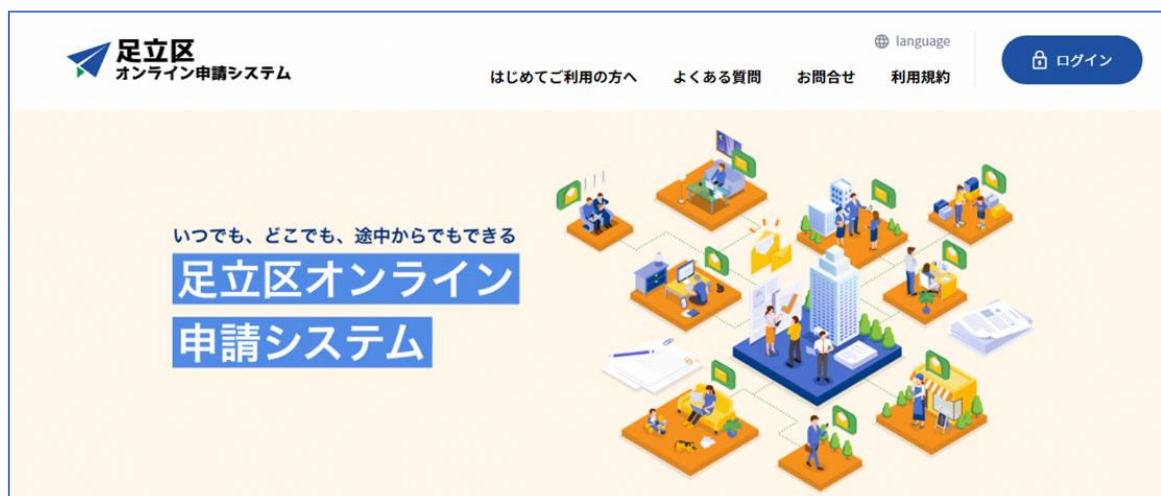 足立区
オンライン申請システム
language
はじめてご利用の方へ よくある質問 お問合せ 利用規約
ログイン
いつでも、どこでも、途中からでもできる
足立区オンライン
申請システム